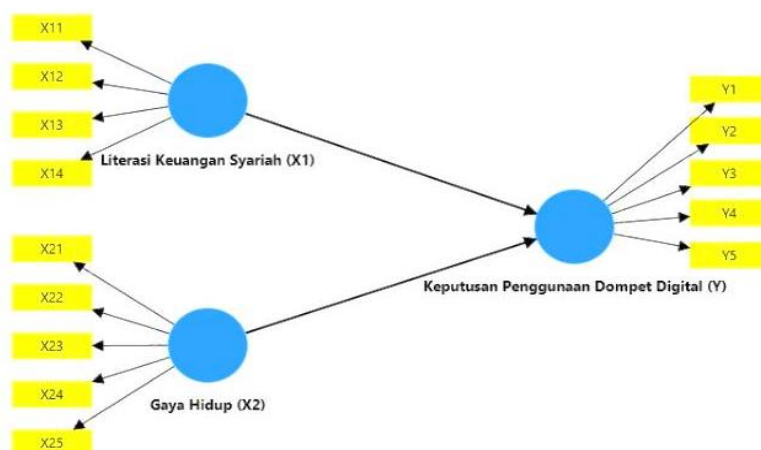 X11
X12
X13
X14
Literasi Keuangan Syariah (X1)
X21
X22
X23
X24
X25
Gaya Hidup (X2)
Y1
Y2
Y3
Y4
Y5
Keputusan Penggunaan Dompet Digital (Y)